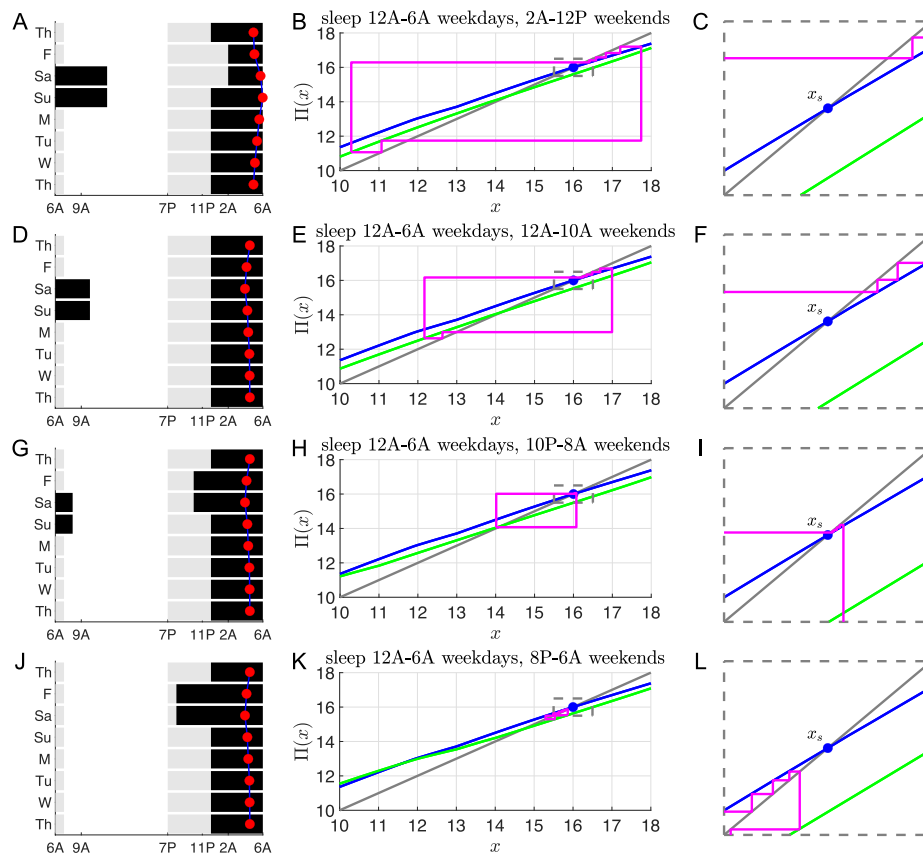 A
Th
F
Sa
Su
M
Tu
W
Th
6A 9A 7P 11P 2A 6A
B sleep 12A-6A weekdays, 2A-12P weekends
Π(x)
18
16
14
12
10
10 11 12 13 14 15 16 17 18
x
C
x_s
D
Th
F
Sa
Su
M
Tu
W
Th
6A 9A 7P 11P 2A 6A
E sleep 12A-6A weekdays, 12A-10A weekends
Π(x)
18
16
14
12
10
10 11 12 13 14 15 16 17 18
x
F
x_s
G
Th
F
Sa
Su
M
Tu
W
Th
6A 9A 7P 11P 2A 6A
H sleep 12A-6A weekdays, 10P-8A weekends
Π(x)
18
16
14
12
10
10 11 12 13 14 15 16 17 18
x
I
x_s
J
Th
F
Sa
Su
M
Tu
W
Th
6A 9A 7P 11P 2A 6A
K sleep 12A-6A weekdays, 8P-6A weekends
Π(x)
18
16
14
12
10
10 11 12 13 14 15 16 17 18
x
L
x_s